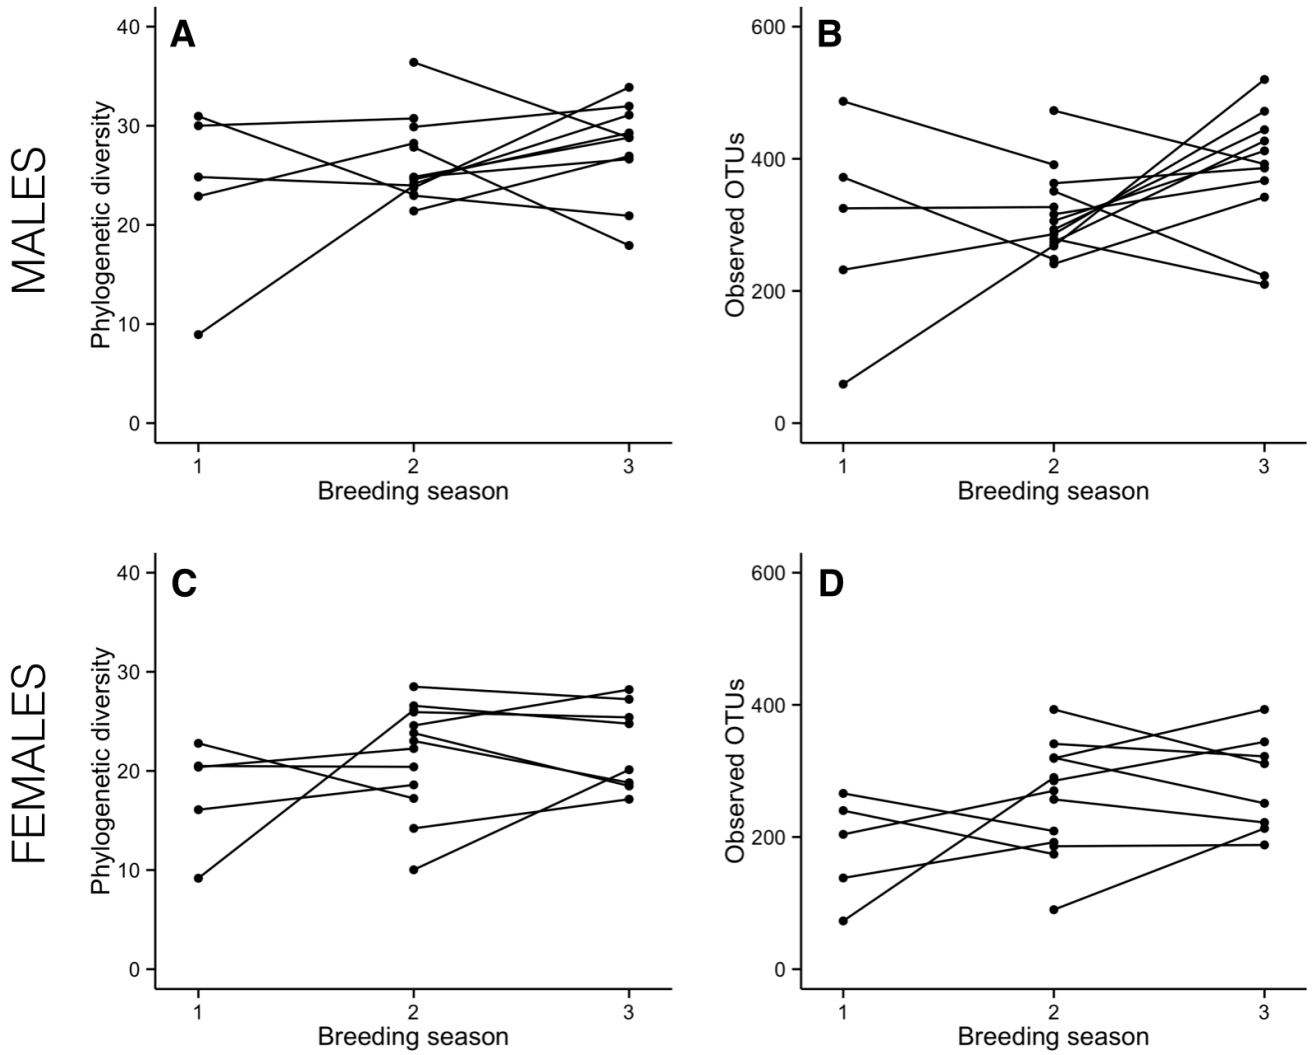 MALES
A
Phylogenetic diversity
40
30
20
10
0
1 2 3
Breeding season
B
Observed OTUs
600
400
200
0
1 2 3
Breeding season
FEMALES
C
Phylogenetic diversity
40
30
20
10
0
1 2 3
Breeding season
D
Observed OTUs
600
400
200
0
1 2 3
Breeding season